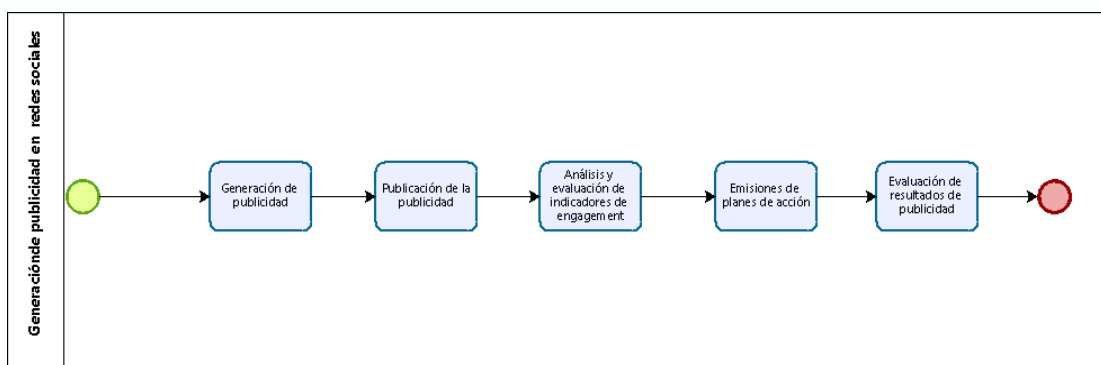 Generaciónde publicidad en redes sociales
Generación de
publicidad
Publicación de la
publicidad
Análisis y
evaluación de
indicadores de
engagement
Emisiones de
planes de acción
Evaluación de
resultados de
publicidad